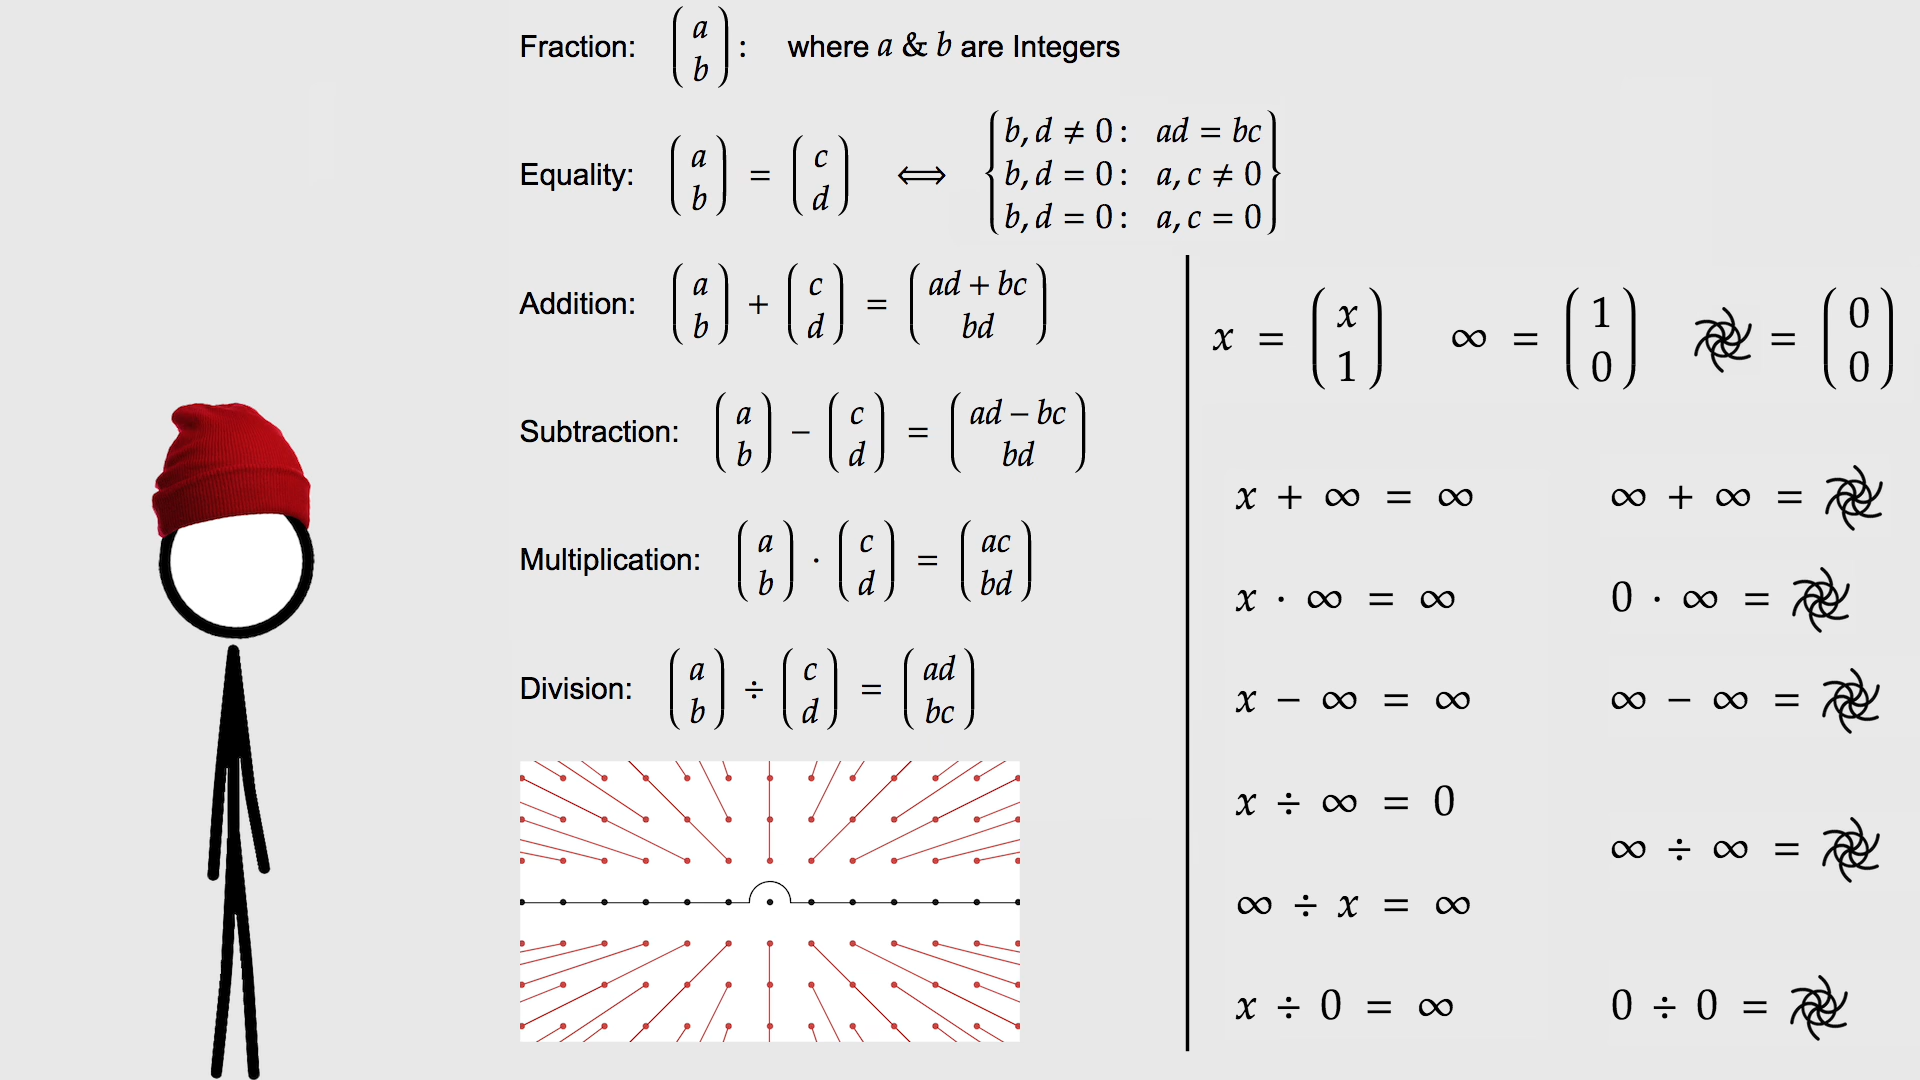 Fraction: (a b) : where a & b are Integers
Equality: (a b) = (c d) ⟺ {b, d ≠ 0: ad = bc
b, d = 0: a, c ≠ 0
b, d = 0: a, c = 0}
Addition: (a b) + (c d) = (ad + bc bd)
Subtraction: (a b) − (c d) = (ad − bc bd)
Multiplication: (a b) · (c d) = (ac bd)
Division: (a b) ÷ (c d) = (ad bc)
x = (x 1) ∞ = (1 0) = (0 0)
x + ∞ = ∞
∞ + ∞ =
x · ∞ = ∞
0 · ∞ =
x − ∞ = ∞
∞ − ∞ =
x ÷ ∞ = 0
∞ ÷ ∞ =
∞ ÷ x = ∞
x ÷ 0 = ∞
0 ÷ 0 =